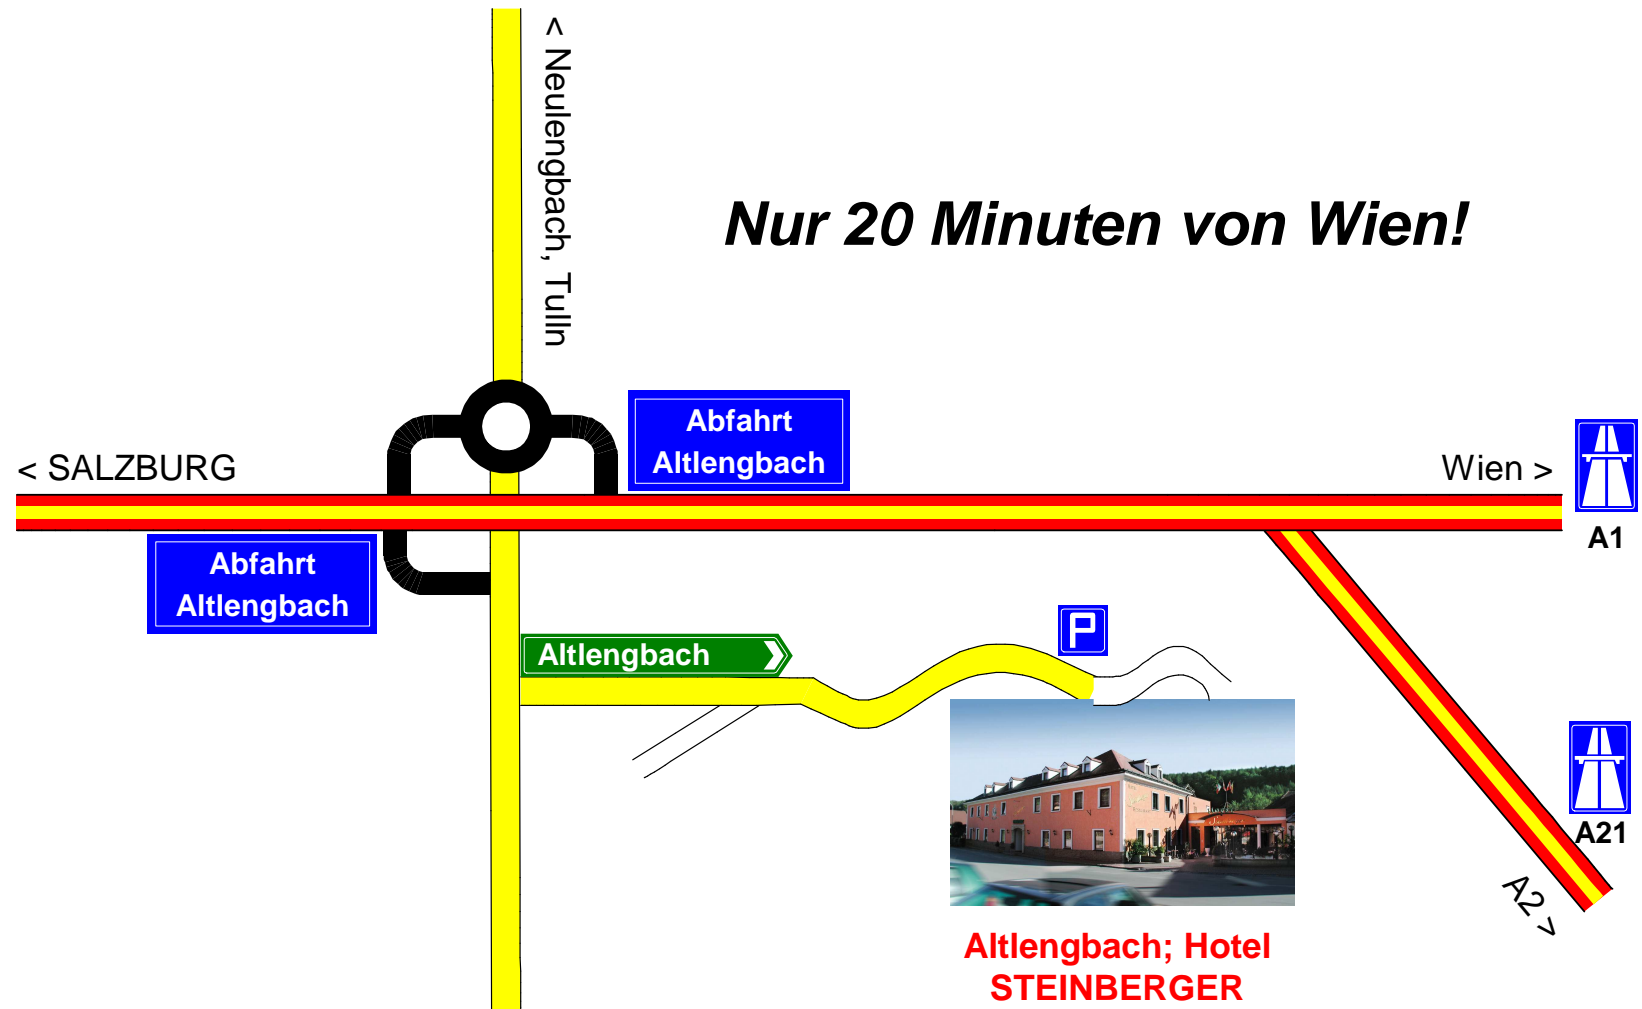 < Neulengbach, Tulln
Nur 20 Minuten von Wien!
Abfahrt
Altlengbach
< SALZBURG
Wien >
A1
Abfahrt
Altlengbach
P
Altlengbach
A21
A2 >
Altlengbach; Hotel
STEINBERGER